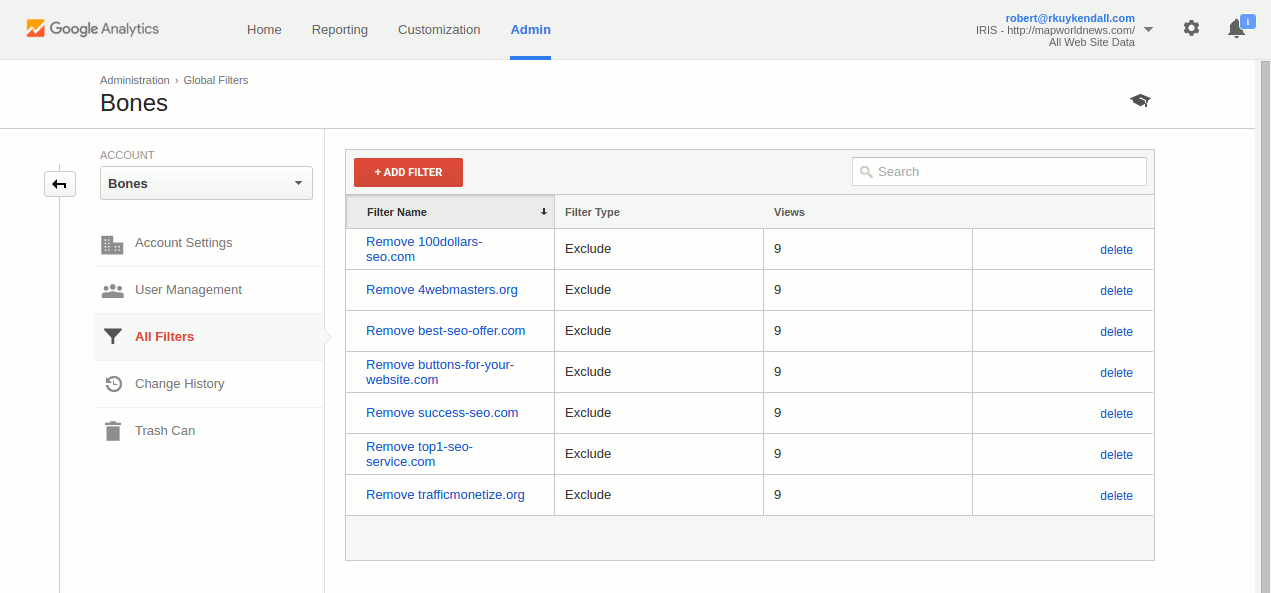 Google Analytics
Home
Reporting
Customization
Admin
robert@rkuykendall.com
IRIS - http://mapworldnews.com/
All Web Site Data
i
Administration › Global Filters
Bones
ACCOUNT
Bones
Account Settings
User Management
All Filters
Change History
Trash Can
+ ADD FILTER
Search
Filter Name
Filter Type
Views
Remove 100dollars-
seo.com
Exclude
9
delete
Remove 4webmasters.org
Exclude
9
delete
Remove best-seo-offer.com
Exclude
9
delete
Remove buttons-for-your-
website.com
Exclude
9
delete
Remove success-seo.com
Exclude
9
delete
Remove top1-seo-
service.com
Exclude
9
delete
Remove trafficmonetize.org
Exclude
9
delete